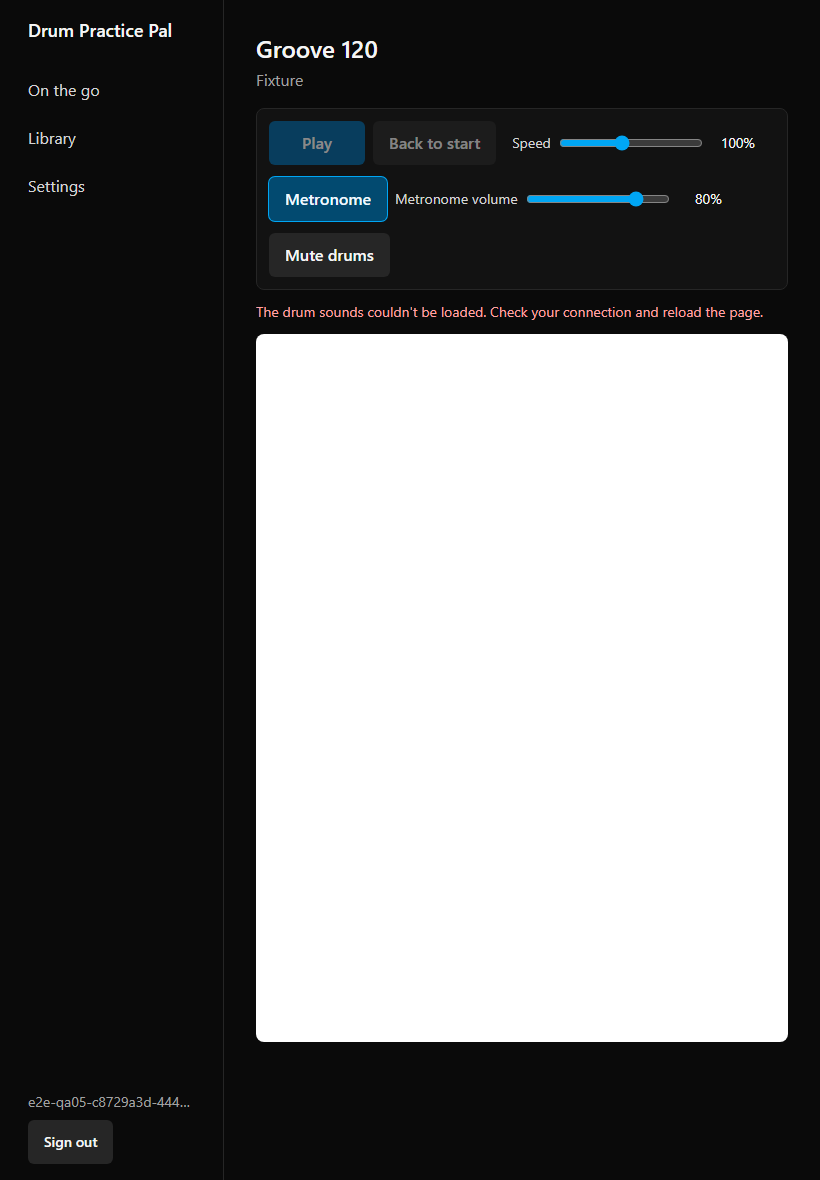 Drum Practice Pal
On the go
Library
Settings
Groove 120
Fixture
Play
Back to start
Speed
100%
Metronome
Metronome volume
80%
Mute drums
The drum sounds couldn't be loaded. Check your connection and reload the page.
e2e-qa05-c8729a3d-444...
Sign out